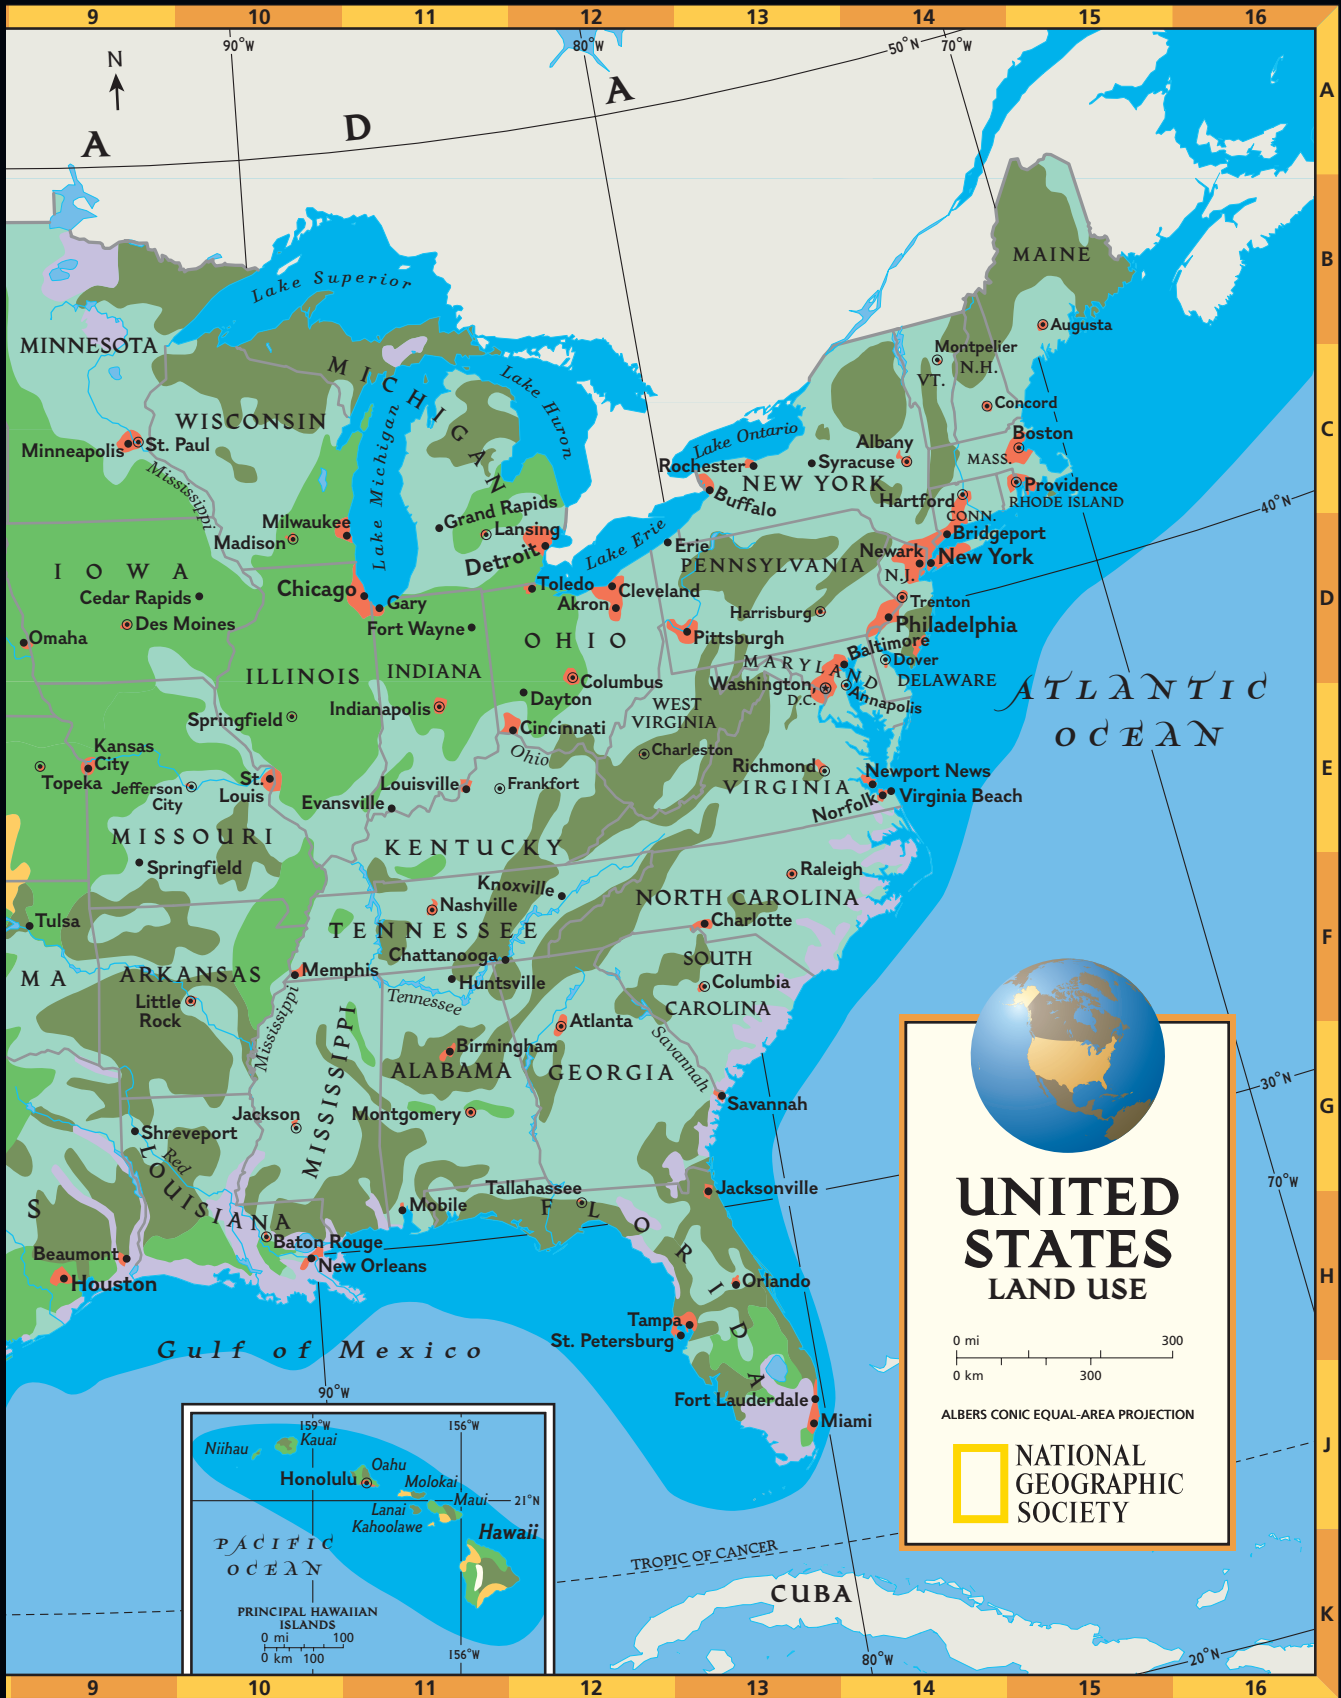 9 10 11 12 13 14 15 16
90°W
80°W
50°N
70°W
N
A D A
A
B
C
D
E
F
G
H
J
K
Lake Superior
MAINE
Augusta
MINNESOTA
Montpelier
VT.
N.H.
MICHIGAN
Lake Huron
Concord
WISCONSIN
Lake Michigan
Lake Ontario
Boston
Minneapolis
St. Paul
Albany
MASS.
Mississippi
Rochester
Syracuse
Providence
RHODE ISLAND
NEW YORK
Buffalo
Hartford
CONN.
Grand Rapids
Lansing
Milwaukee
Madison
Detroit
Lake Erie
Erie
Bridgeport
40°N
IOWA
PENNSYLVANIA
Newark
New York
N.J.
Chicago
Gary
Toledo
Cleveland
Akron
Cedar Rapids
Des Moines
Harrisburg
Trenton
Philadelphia
Fort Wayne
Omaha
OHIO
Pittsburgh
Baltimore
MARYLAND
Dover
DELAWARE
ILLINOIS
INDIANA
Columbus
Washington,
D.C.
Annapolis
ATLANTIC
OCEAN
Dayton
WEST
VIRGINIA
Springfield
Indianapolis
Cincinnati
Ohio
Charleston
Kansas
City
Topeka
Jefferson
City
St.
Louis
Louisville
Frankfort
Evansville
Richmond
VIRGINIA
Newport News
Norfolk
Virginia Beach
MISSOURI
Springfield
KENTUCKY
Raleigh
Knoxville
Nashville
NORTH CAROLINA
Charlotte
Tulsa
TENNESSEE
Chattanooga
MA
ARKANSAS
Memphis
Huntsville
Tennessee
SOUTH
CAROLINA
Columbia
Little
Rock
Mississippi
MISSISSIPPI
Atlanta
Birmingham
ALABAMA
GEORGIA
Savannah
Savannah
30°N
Jackson
Montgomery
Shreveport
Red
LOUISIANA
70°W
S
Tallahassee
Jacksonville
Mobile
FLORIDA
Beaumont
Baton Rouge
New Orleans
Houston
Orlando
Tampa
St. Petersburg
Gulf of Mexico
90°W
Fort Lauderdale
Miami
UNITED
STATES
LAND USE
0 mi 300
0 km 300
ALBERS CONIC EQUAL-AREA PROJECTION
NATIONAL
GEOGRAPHIC
SOCIETY
159°W
156°W
Niihau
Kauai
Oahu
Honolulu
Molokai
Lanai
Maui
21°N
Kahoolawe
Hawaii
PACIFIC
OCEAN
PRINCIPAL HAWAIIAN
ISLANDS
0 mi 100
0 km 100
156°W
TROPIC OF CANCER
CUBA
80°W
20°N
9 10 11 12 13 14 15 16